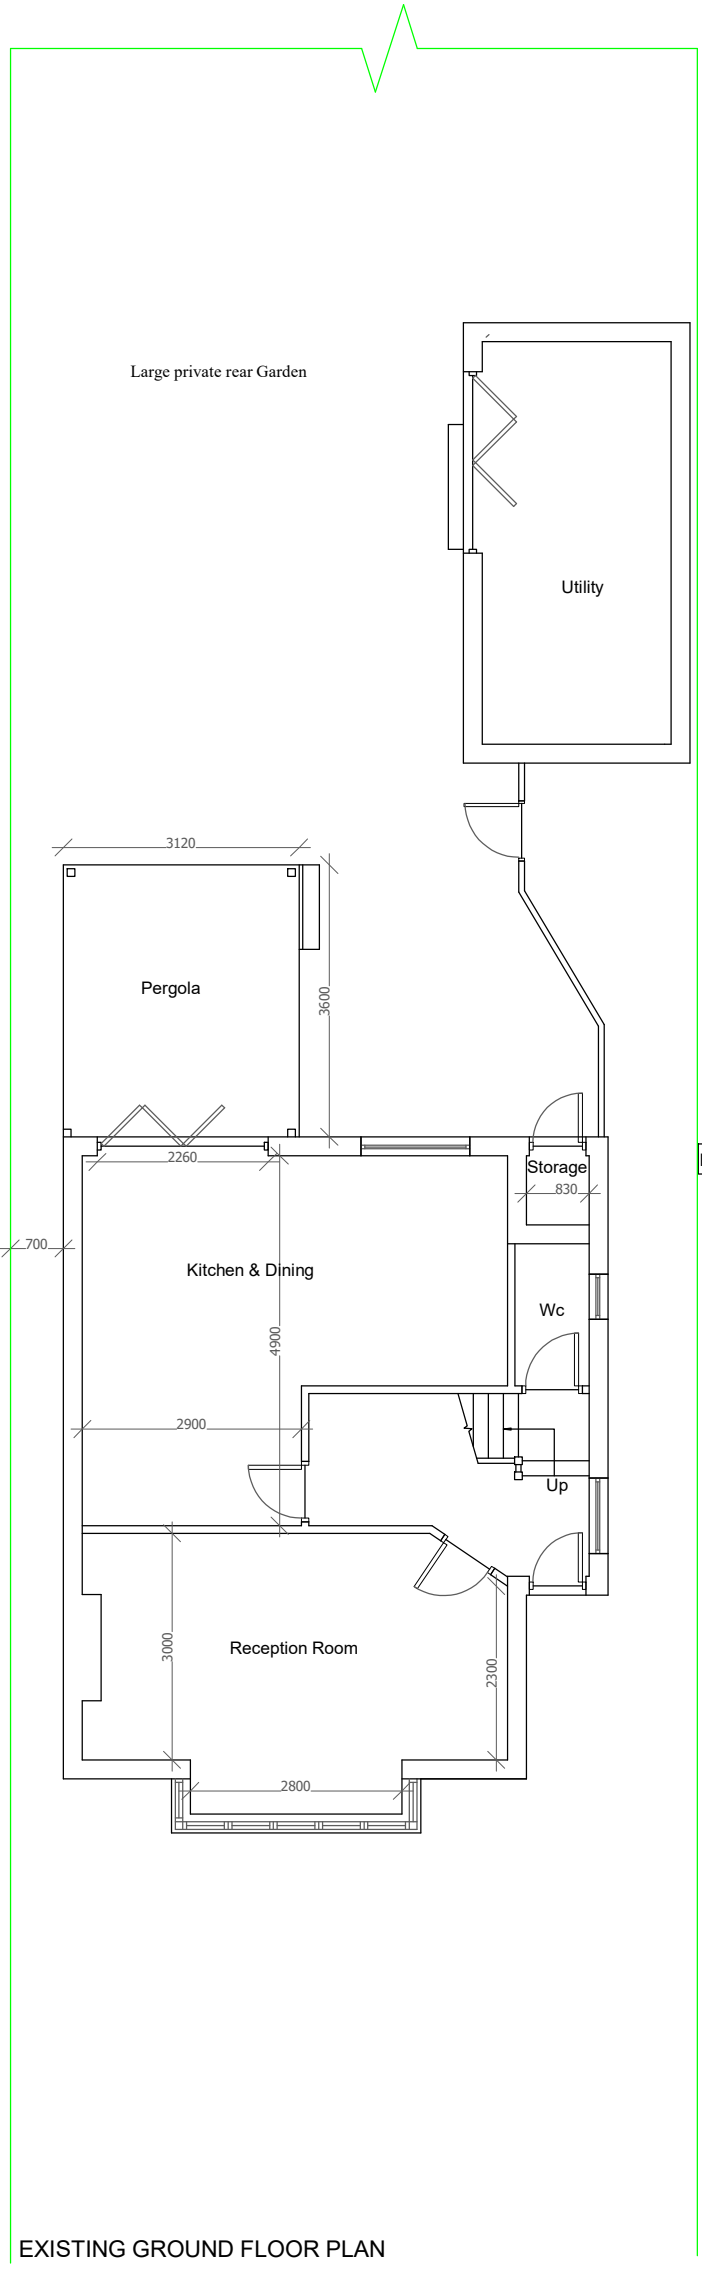 Large private rear Garden
Utility
3120
Pergola
3600
2260
Storage
830
700
Kitchen & Dining
Wc
4900
2900
Up
3000
Reception Room
2300
2800
EXISTING GROUND FLOOR PLAN